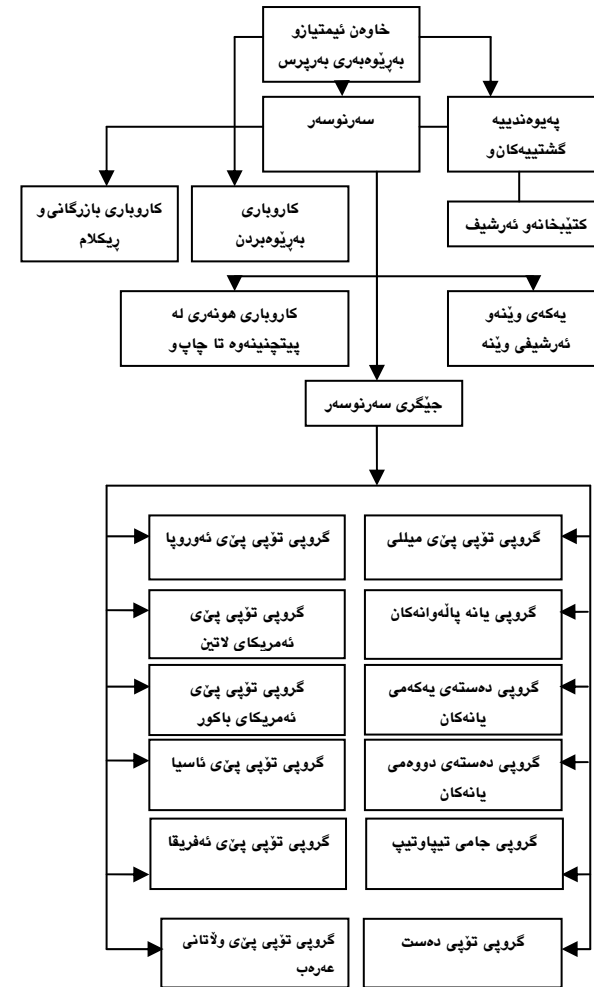 خاوەن ئیمتیازو
بەڕێوەبەری بەرپرس
سەرنوسەر
پەیوەندییە
گشتییەکان و
کاروباری بازرگانی و
ڕیکلام
کاروباری
بەڕێوەبردن
کتێبخانەو ئەرشیف
کاروباری هونەری لە
پیتچنینەوە تا چاپ و
یەکەی وێنەو
ئەرشیفی وێنە
جێگری سەرنوسەر
گروپی تۆپی پێی میللی
گروپی تۆپی پێی ئەوروپا
گروپی یانە پاڵەوانەکان
گروپی تۆپی پێی
ئەمریکای لاتین
گروپی دەستەی یەکەمی
یانەکان
گروپی تۆپی پێی
ئەمریکای باکور
گروپی دەستەی دووەمی
یانەکان
گروپی تۆپی پێی ئاسیا
گروپی جامی تیپاوتیپ
گروپی تۆپی پێی ئەفریقا
گروپی تۆپی دەست
گروپی تۆپی پێی وڵاتانی
عەرەب